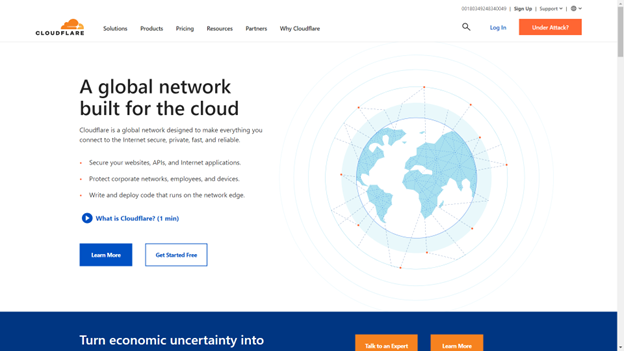 00180349248340049 | Sign Up | Support |
CLOUDFLARE
Solutions Products Pricing Resources Partners Why Cloudflare Log In Under Attack?
A global network
built for the cloud
Cloudflare is a global network designed to make everything you
connect to the Internet secure, private, fast, and reliable.
Secure your websites, APIs, and Internet applications.
Protect corporate networks, employees, and devices.
Write and deploy code that runs on the network edge.
What is Cloudflare? (1 min)
Learn More Get Started Free
Turn economic uncertainty into
Talk to an Expert Learn More